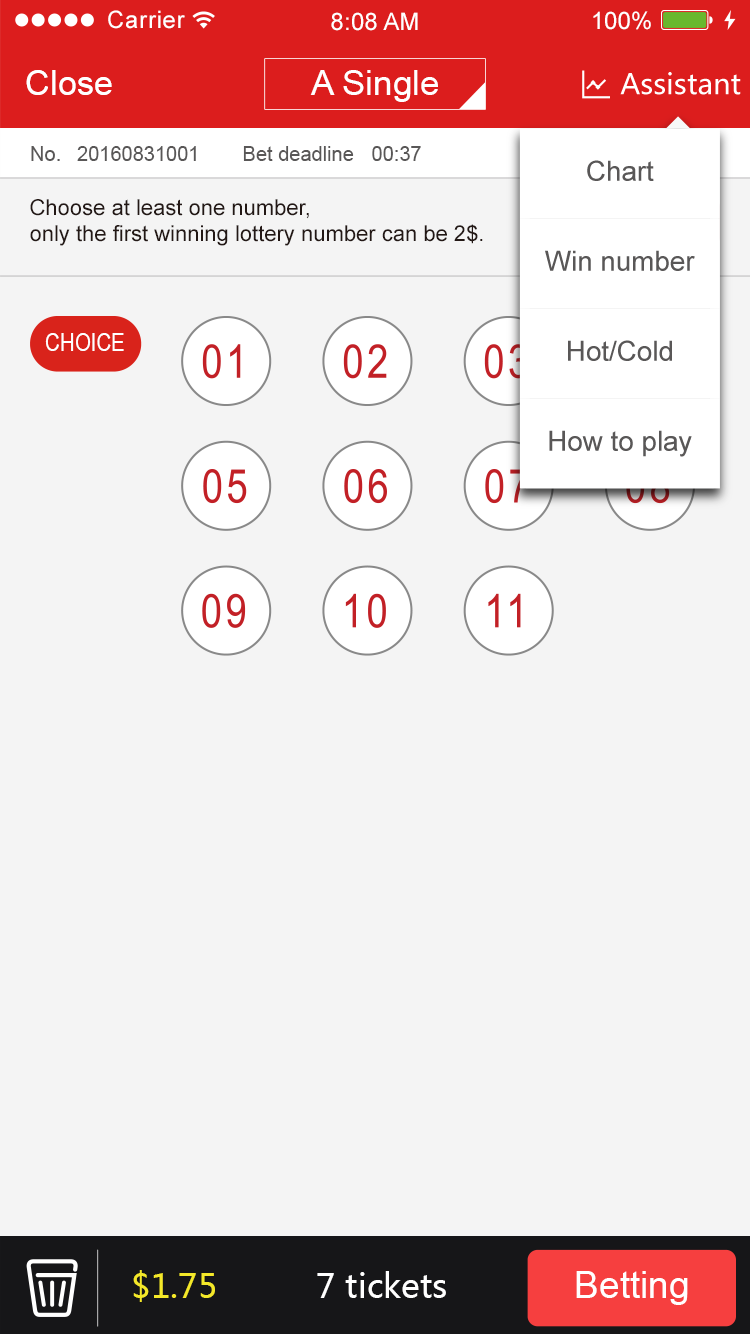 Carrier 8:08 AM 100%
Close A Single Assistant
No. 20160831001 Bet deadline 00:37
Chart
Choose at least one number,
only the first winning lottery number can be 2$.
Win number
Hot/Cold
How to play
CHOICE 01 02 03
05 06 07 08
09 10 11
$1.75 7 tickets Betting